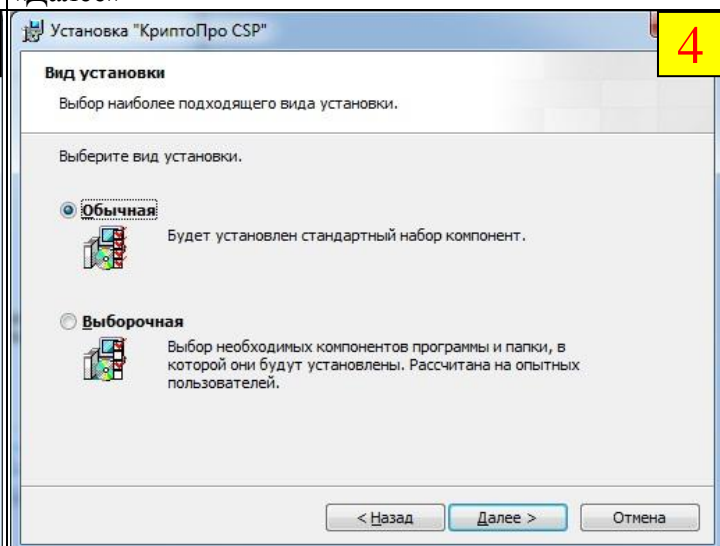 Установка "КриптоПро CSP"
4
Вид установки
Выбор наиболее подходящего вида установки.
Выберите вид установки.
Обычная
Будет установлен стандартный набор компонент.
Выборочная
Выбор необходимых компонентов программы и папки, в
которой они будут установлены. Рассчитана на опытных
пользователей.
< Назад
Далее >
Отмена